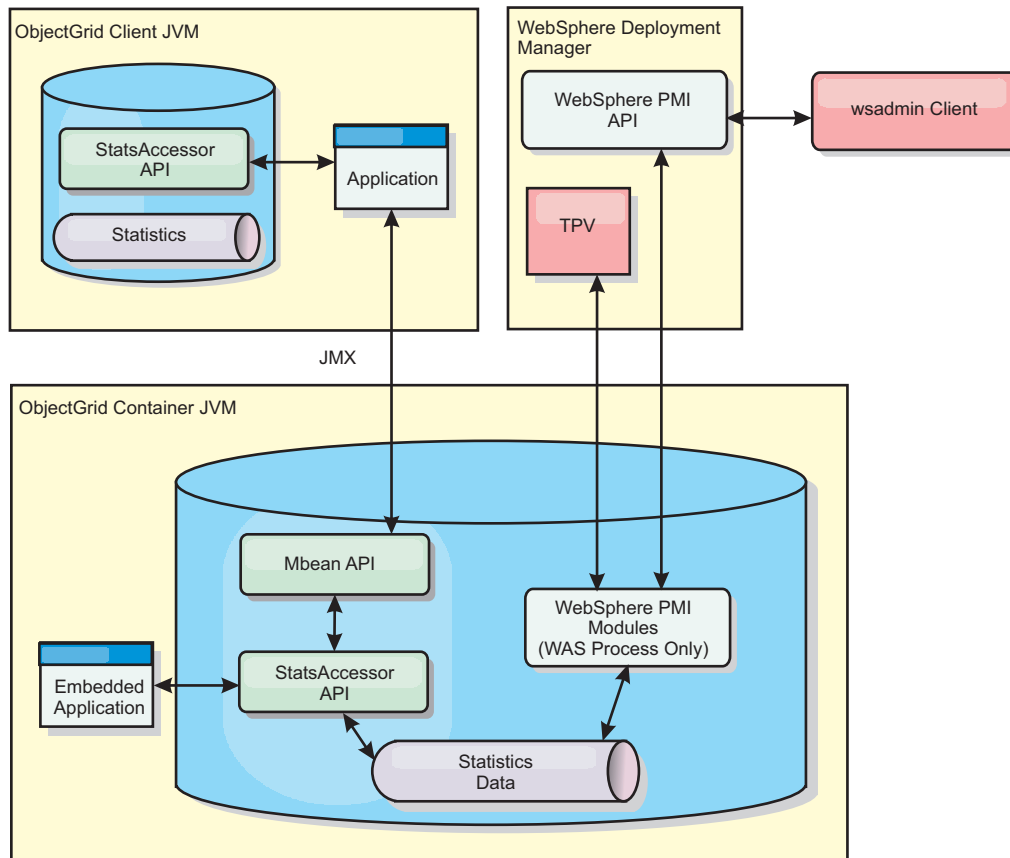 ObjectGrid Client JVM
StatsAccessor
API
Statistics
Application
WebSphere Deployment
Manager
WebSphere PMI
API
wsadmin Client
TPV
JMX
ObjectGrid Container JVM
Mbean API
StatsAccessor
API
Embedded
Application
WebSphere PMI
Modules
(WAS Process Only)
Statistics
Data